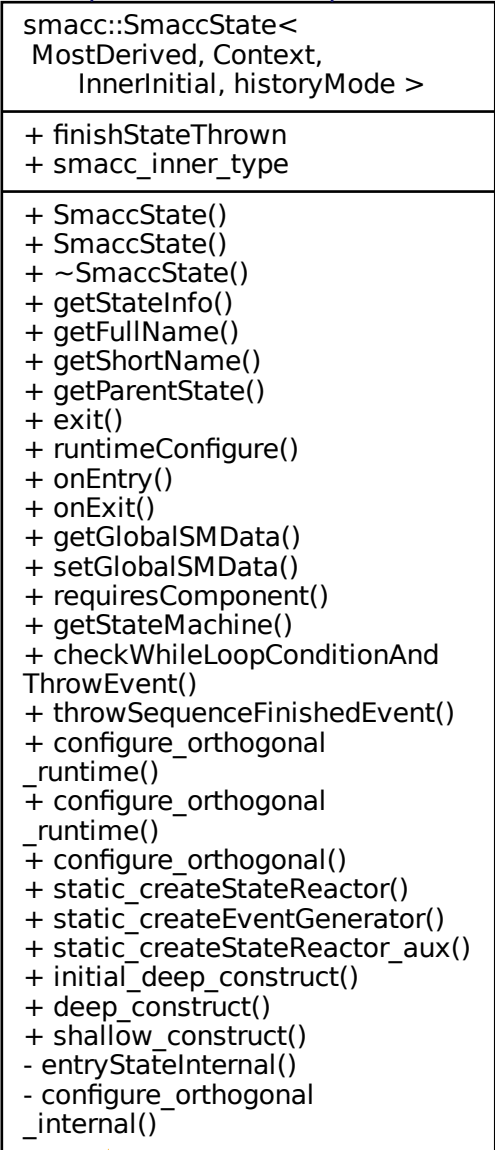 smacc::SmaccState<
MostDerived, Context,
InnerInitial, historyMode >
+ finishStateThrown
+ smacc_inner_type
+ SmaccState()
+ SmaccState()
+ ~SmaccState()
+ getStateInfo()
+ getFullName()
+ getShortName()
+ getParentState()
+ exit()
+ runtimeConfigure()
+ onEntry()
+ onExit()
+ getGlobalSMData()
+ setGlobalSMData()
+ requiresComponent()
+ getStateMachine()
+ checkWhileLoopConditionAnd
ThrowEvent()
+ throwSequenceFinishedEvent()
+ configure_orthogonal
_runtime()
+ configure_orthogonal
_runtime()
+ configure_orthogonal()
+ static_createStateReactor()
+ static_createEventGenerator()
+ static_createStateReactor_aux()
+ initial_deep_construct()
+ deep_construct()
+ shallow_construct()
- entryStateInternal()
- configure_orthogonal
_internal()